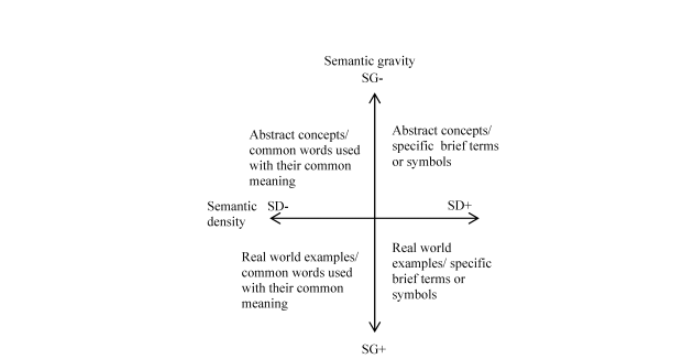 Semantic gravity
SG-
Abstract concepts/
common words used
with their common
meaning
Abstract concepts/
specific brief terms
or symbols
Semantic SD-
density
SD+
Real world examples/
common words used
with their common
meaning
Real world
examples/ specific
brief terms or
symbols
SG+